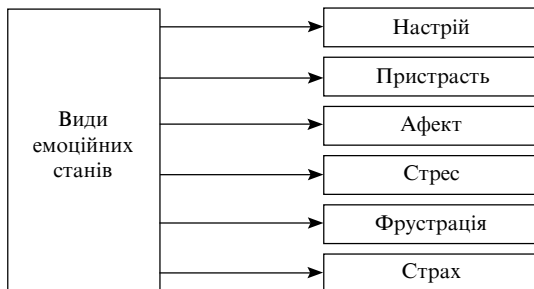 Види
емоційних
станів
Настрій
Пристрасть
Афект
Стрес
Фрустрація
Страх